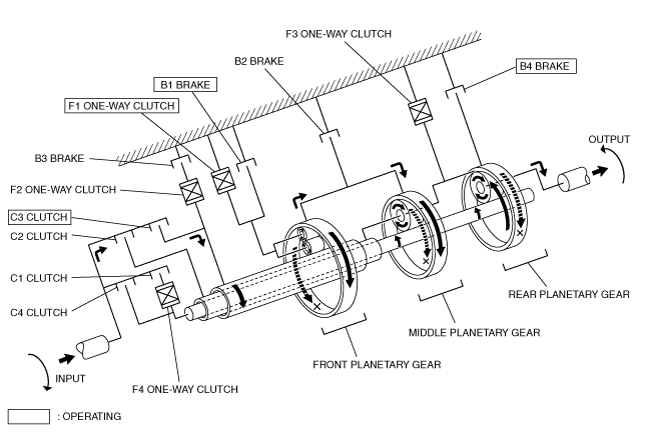 F3 ONE-WAY CLUTCH
B2 BRAKE
B4 BRAKE
B1 BRAKE
F1 ONE-WAY CLUTCH
OUTPUT
B3 BRAKE
F2 ONE-WAY CLUTCH
C3 CLUTCH
C2 CLUTCH
C1 CLUTCH
C4 CLUTCH
REAR PLANETARY GEAR
MIDDLE PLANETARY GEAR
FRONT PLANETARY GEAR
INPUT
F4 ONE-WAY CLUTCH
: OPERATING